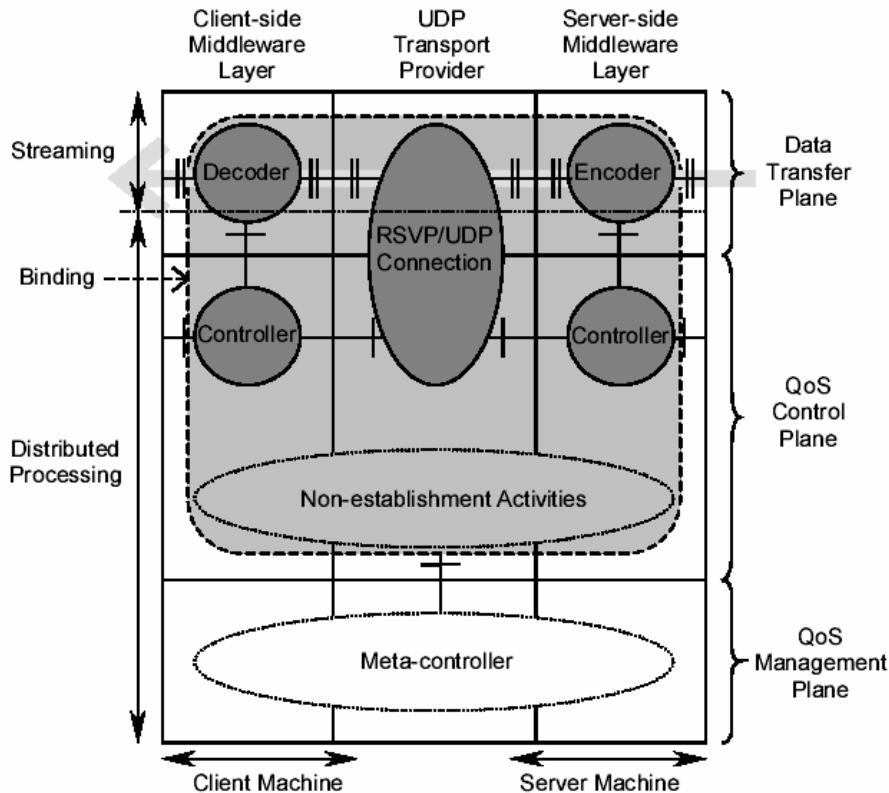 Client-side
Middleware
Layer
UDP
Transport
Provider
Server-side
Middleware
Layer
Streaming
Decoder
Encoder
Data
Transfer
Plane
RSVP/UDP
Connection
Binding
Controller
Controller
QoS
Control
Plane
Distributed
Processing
Non-establishment Activities
Meta-controller
QoS
Management
Plane
Client Machine
Server Machine